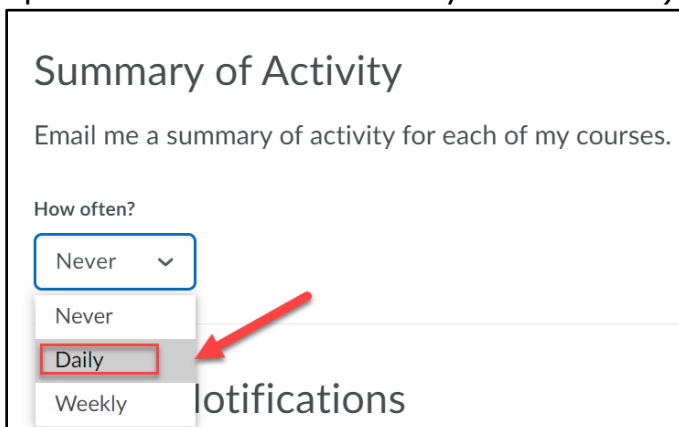 Summary of Activity
Email me a summary of activity for each of my courses.
How often?
Never
Never
Daily
Weekly